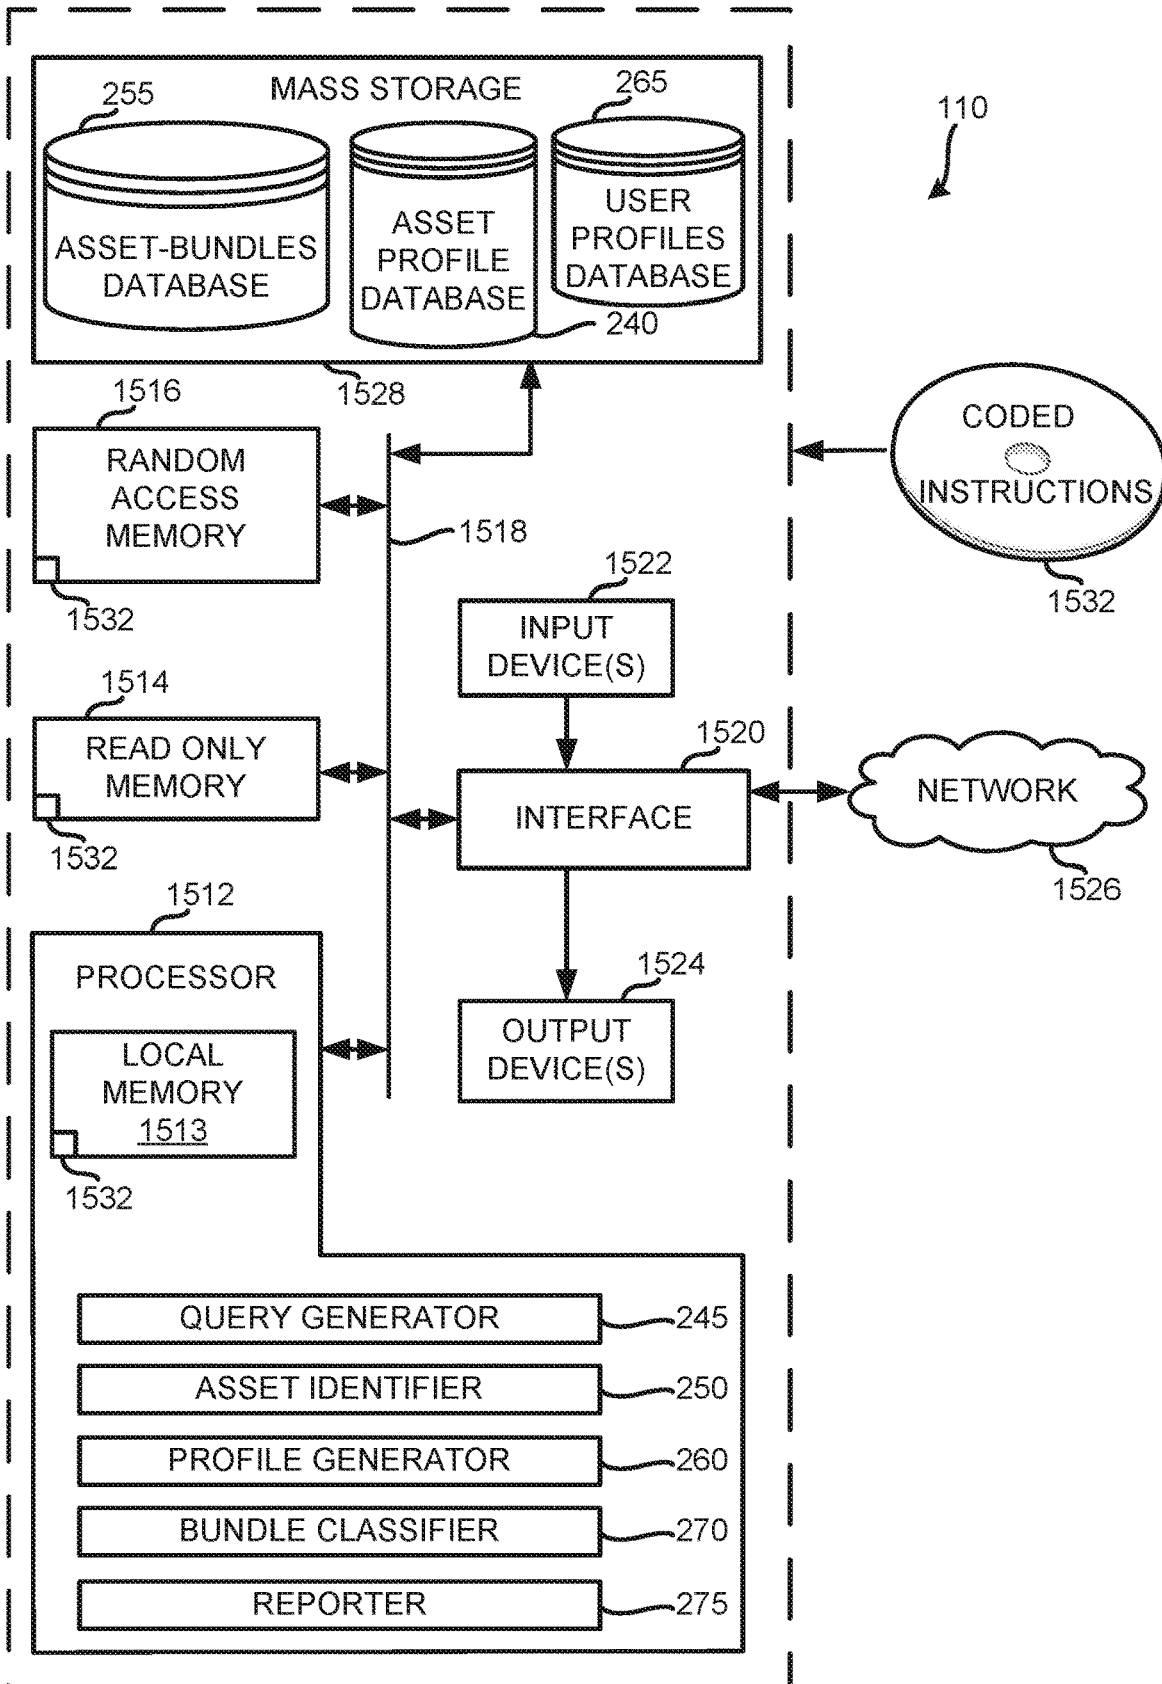 MASS STORAGE
255
265
110
ASSET-BUNDLES
DATABASE
ASSET
PROFILE
DATABASE
USER
PROFILES
DATABASE
240
1528
1516
RANDOM
ACCESS
MEMORY
1532
1518
CODED
INSTRUCTIONS
1532
1522
INPUT
DEVICE(S)
1514
READ ONLY
MEMORY
1532
1520
INTERFACE
NETWORK
1526
1512
PROCESSOR
LOCAL
MEMORY
1513
1532
1524
OUTPUT
DEVICE(S)
QUERY GENERATOR
245
ASSET IDENTIFIER
250
PROFILE GENERATOR
260
BUNDLE CLASSIFIER
270
REPORTER
275